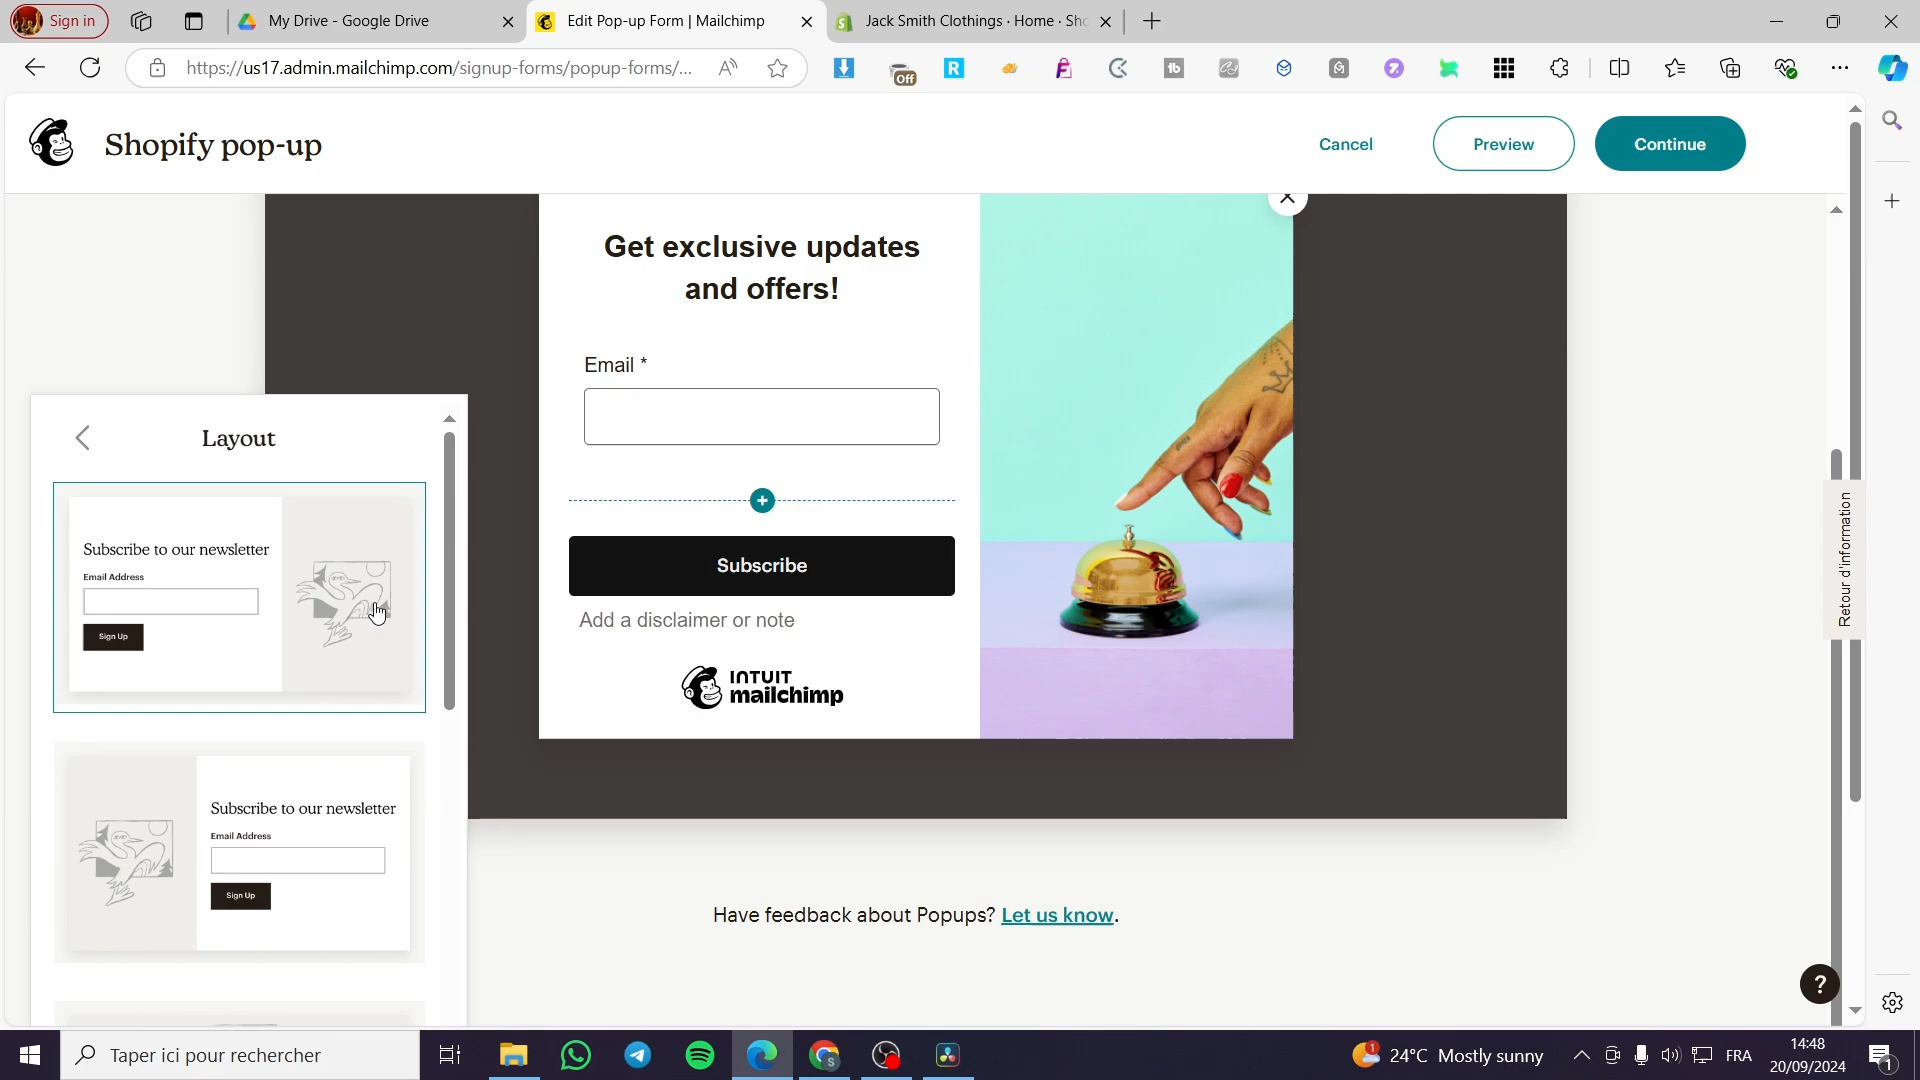 Sign in
My Drive - Google Drive
Edit Pop-up Form | Mailchimp
Jack Smith Clothings · Home · Sho
https://us17.admin.mailchimp.com/signup-forms/popup-forms/...
Off
Shopify pop-up
Cancel
Preview
Continue
Get exclusive updates
and offers!
Email *
Subscribe
Add a disclaimer or note
INTUIT
mailchimp
Layout
Subscribe to our newsletter
Email Address
Sign Up
Subscribe to our newsletter
Email Address
Sign Up
Retour d'information
Have feedback about Popups? Let us know.
?
Taper ici pour rechercher
24°C Mostly sunny
FRA
14:48
20/09/2024